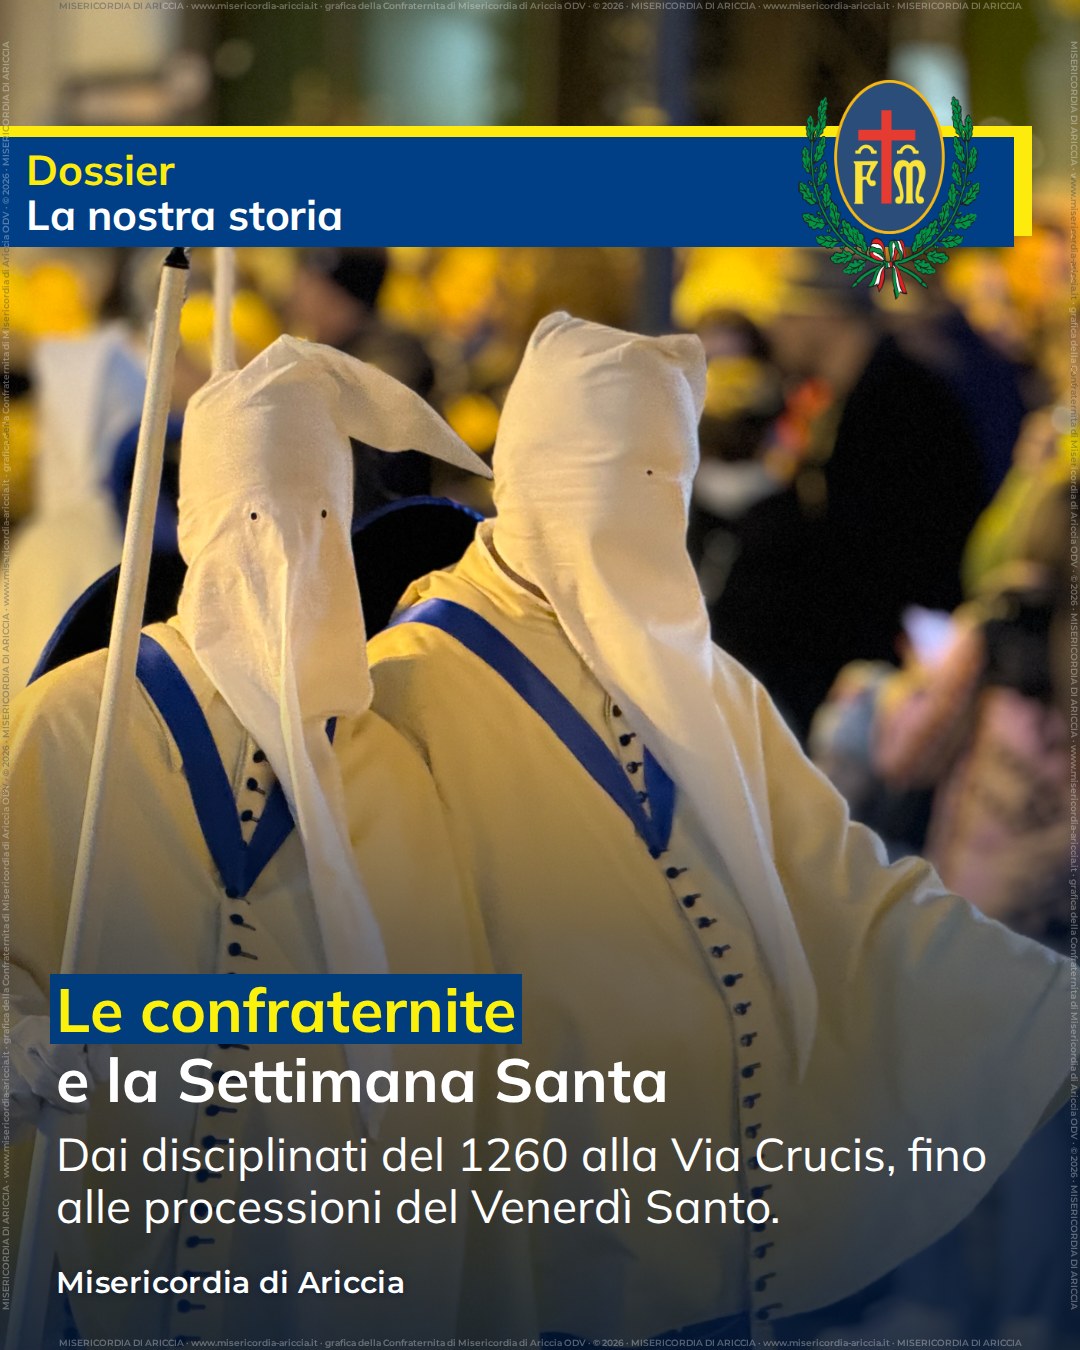 MISERICORDIA DI ARICCIA - www.misericordia-ariccia.it - grafica della Confraternita di Misericordia di Ariccia ODV - © 2026 - MISERICORDIA DI ARICCIA - www.misericordia-ariccia.it - MISERICORDIA DI ARICCIA
Dossier
La nostra storia
F M
Le confraternite
e la Settimana Santa
Dai disciplinati del 1260 alla Via Crucis, fino
alle processioni del Venerdì Santo.
Misericordia di Ariccia
MISERICORDIA DI ARICCIA - www.misericordia-ariccia.it - grafica della Confraternita di Misericordia di Ariccia ODV - © 2026 - MISERICORDIA DI ARICCIA - www.misericordia-ariccia.it - MISERICORDIA DI ARICCIA